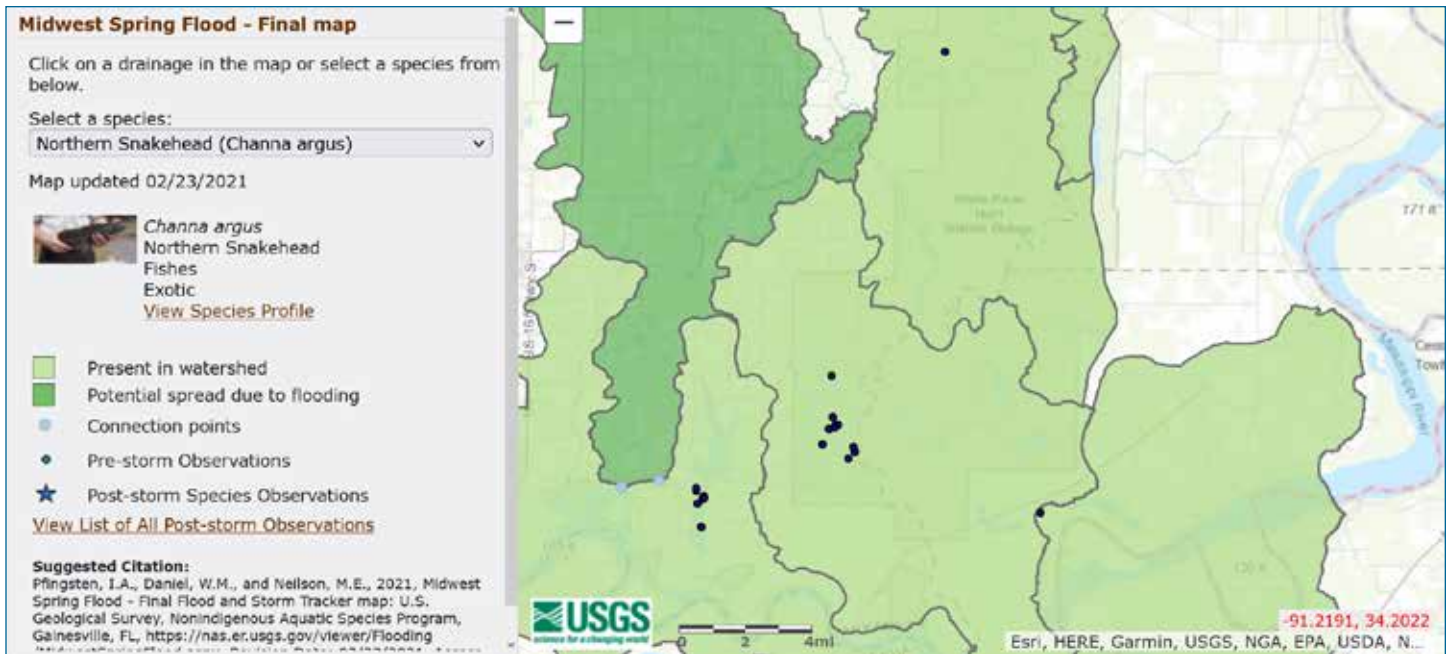 Midwest Spring Flood - Final map
Click on a drainage in the map or select a species from
below.
Select a species:
Northern Snakehead (Channa argus)
Map updated 02/23/2021
Channa argus
Northern Snakehead
Fishes
Exotic
View Species Profile
Present in watershed
Potential spread due to flooding
Connection points
Pre-storm Observations
Post-storm Species Observations
View List of All Post-storm Observations
Suggested Citation:
Pfingsten, I.A., Daniel, W.M., and Neilson, M.E., 2021, Midwest
Spring Flood - Final Flood and Storm Tracker map: U.S.
Geological Survey, Nonindigenous Aquatic Species Program,
Gainesville, FL, https://nas.er.usgs.gov/viewer/Flooding
171 ft
Mississippi River
USGS
science for a changing world
0 2 4mi
-91.2191, 34.2022
Esri, HERE, Garmin, USGS, NGA, EPA, USDA, N...